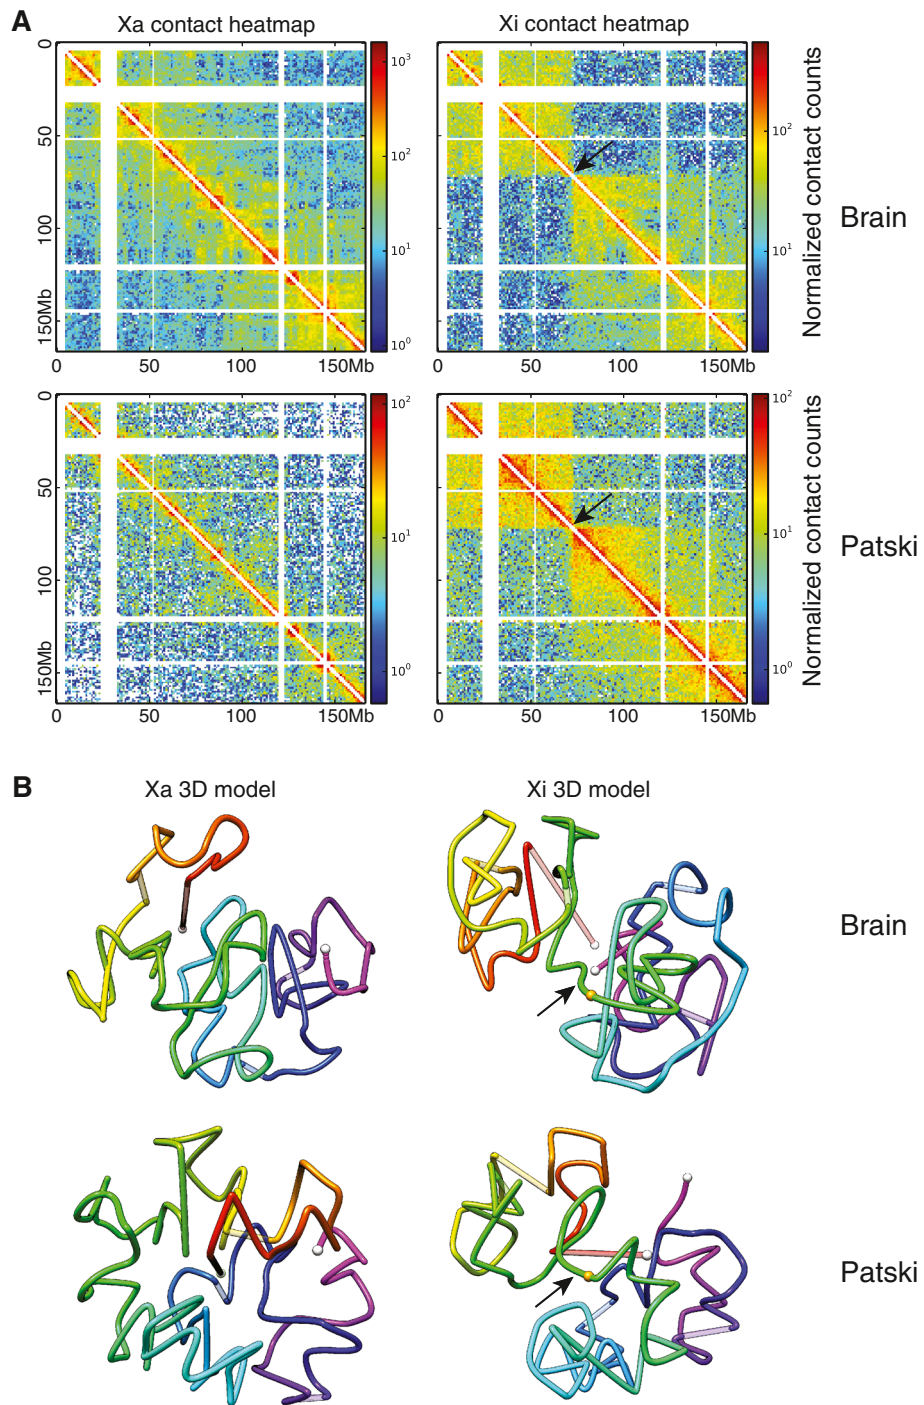 A
Xa contact heatmap
Xi contact heatmap
0
50
100
150Mb
0
50
100
150Mb
10³
10²
10¹
10⁰
0
50
100
150Mb
10²
10¹
Normalized contact counts
Brain
0
50
100
150Mb
0
50
100
150Mb
10²
10¹
10⁰
0
50
100
150Mb
10²
10¹
10⁰
Normalized contact counts
Patski
B
Xa 3D model
Xi 3D model
Brain
Patski